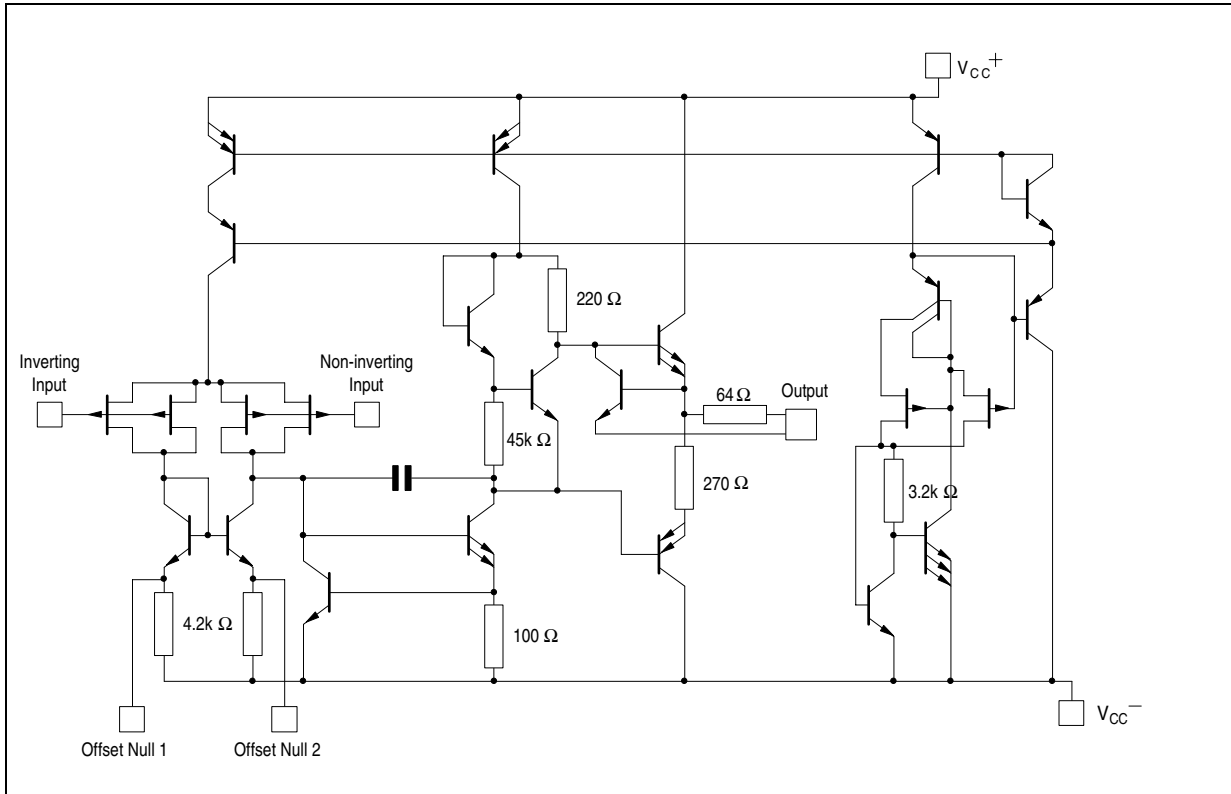 VCC+
220 Ω
Inverting
Input
Non-inverting
Input
64 Ω
Output
45k Ω
270 Ω
3.2k Ω
4.2k Ω
100 Ω
Offset Null 1
Offset Null 2
VCC−